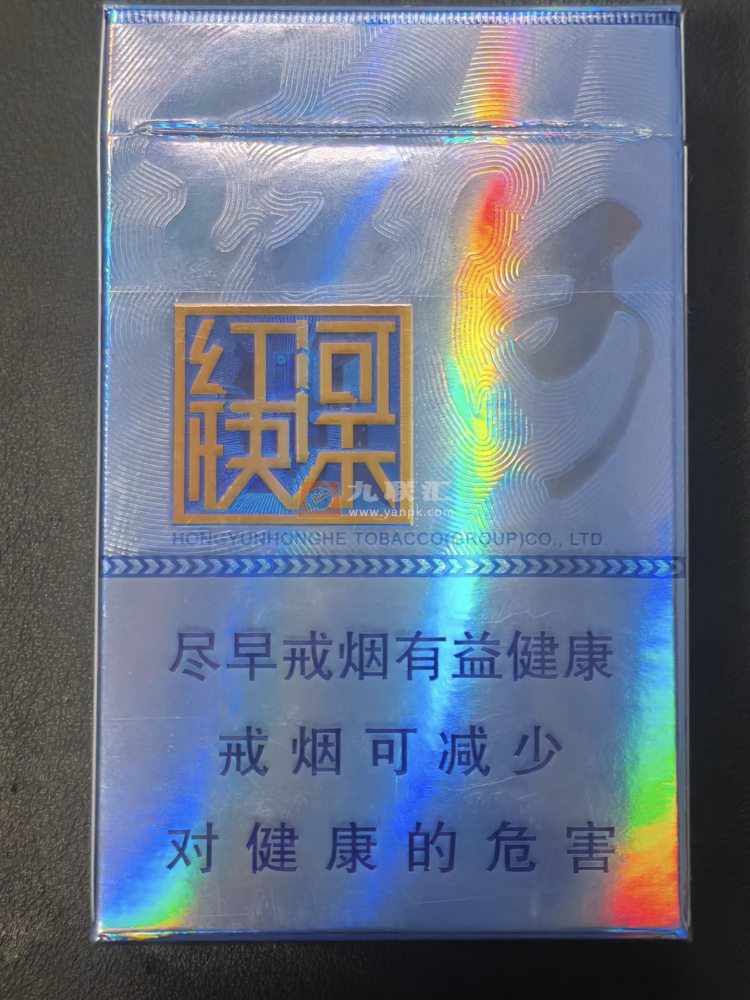 红河
快乐
九联汇
www.yanpk.com
HONGYUNHONGHE TOBACCO(GROUP)CO., LTD.
尽早戒烟有益健康
戒烟可减少
对健康的危害